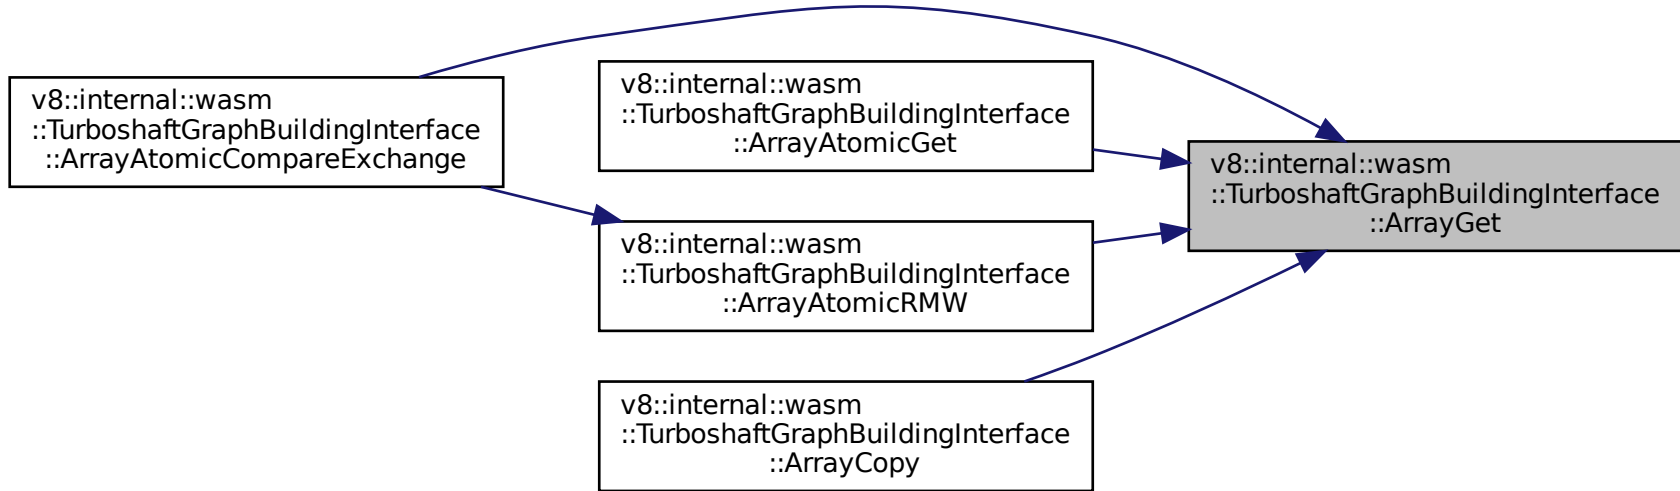 v8::internal::wasm
::TurboshaftGraphBuildingInterface
::ArrayAtomicCompareExchange
v8::internal::wasm
::TurboshaftGraphBuildingInterface
::ArrayAtomicGet
v8::internal::wasm
::TurboshaftGraphBuildingInterface
::ArrayAtomicRMW
v8::internal::wasm
::TurboshaftGraphBuildingInterface
::ArrayCopy
v8::internal::wasm
::TurboshaftGraphBuildingInterface
::ArrayGet